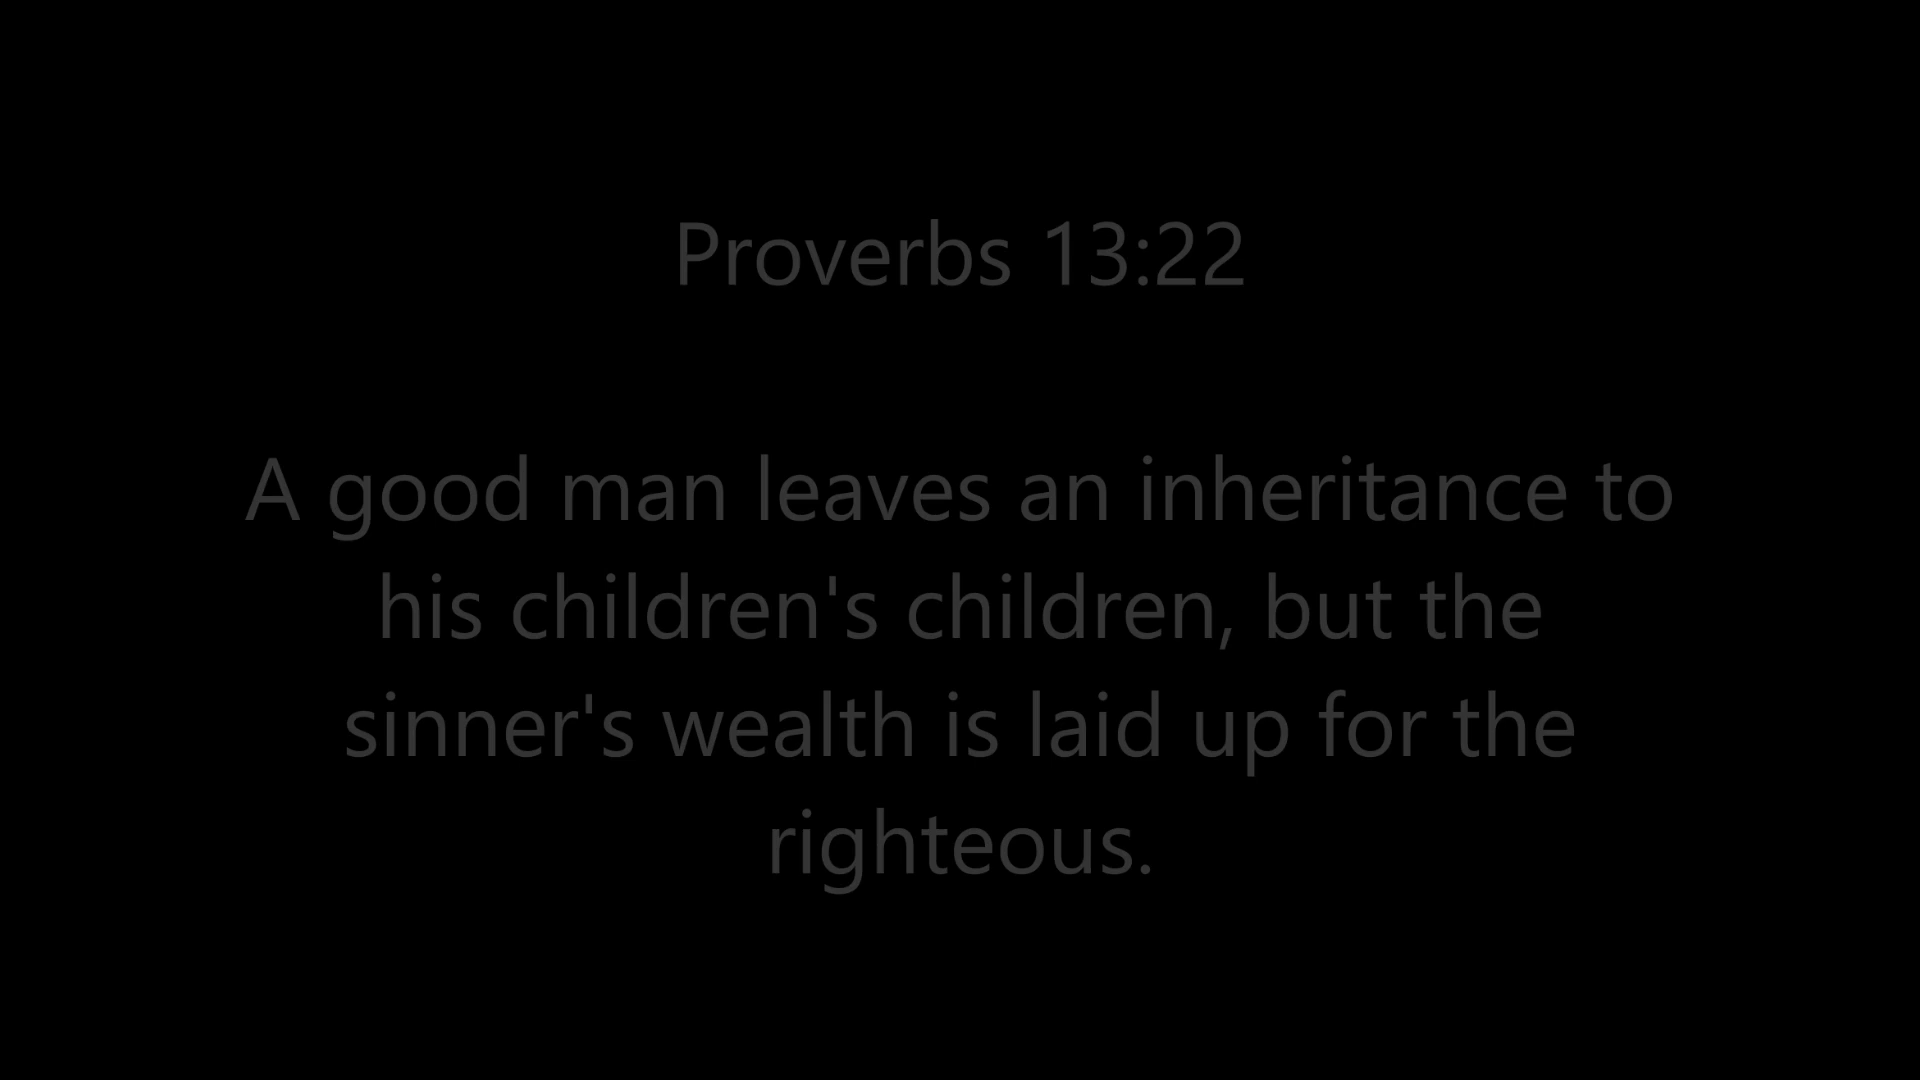 Proverbs 13:22
A good man leaves an inheritance to
his children's children, but the
sinner's wealth is laid up for the
righteous.